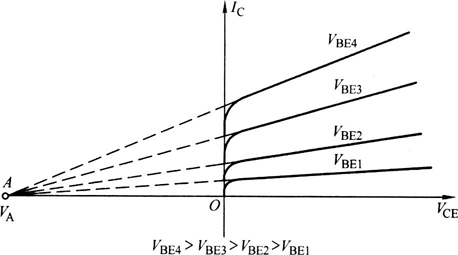 I_C
V_BE4
V_BE3
V_BE2
V_BE1
A
V_A
O
V_CE
V_BE4 > V_BE3 > V_BE2 > V_BE1